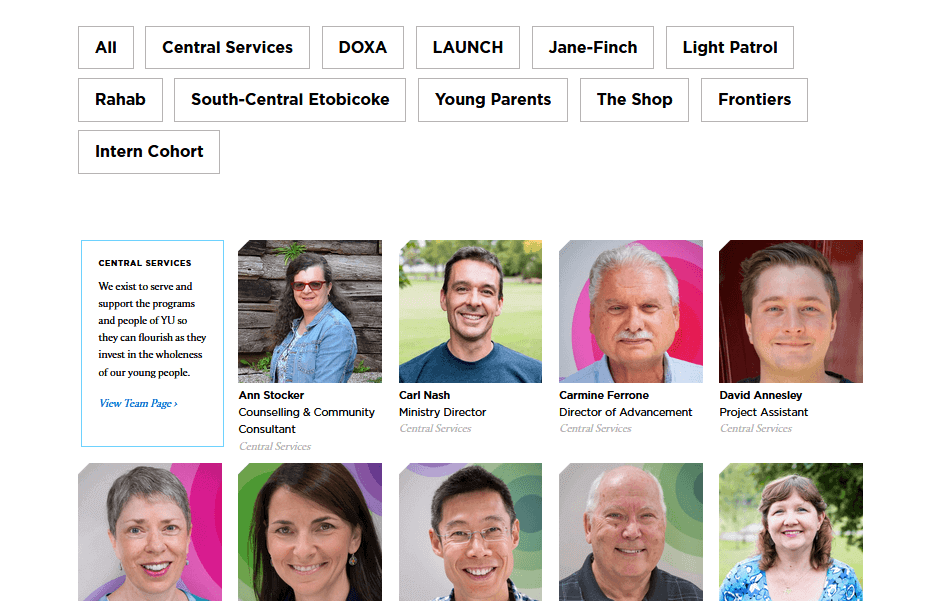 All
Central Services
DOXA
LAUNCH
Jane-Finch
Light Patrol
Rahab
South-Central Etobicoke
Young Parents
The Shop
Frontiers
Intern Cohort
CENTRAL SERVICES
We exist to serve and
support the programs
and people of YU so
they can flourish as they
invest in the wholeness
of our young people.
View Team Page ›
Ann Stocker
Counselling & Community
Consultant
Central Services
Carl Nash
Ministry Director
Central Services
Carmine Ferrone
Director of Advancement
Central Services
David Annesley
Project Assistant
Central Services